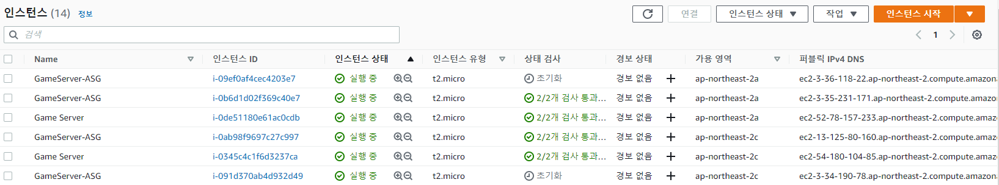 인스턴스 (14) 정보
연결 인스턴스 상태 작업 인스턴스 시작
검색
1
Name 인스턴스 ID 인스턴스 상태 인스턴스 유형 상태 검사 경보 상태 가용 영역 퍼블릭 IPv4 DNS
GameServer-ASG i-09ef0af4cec4203e7 실행 중 t2.micro 초기화 경보 없음 ap-northeast-2a ec2-3-36-118-22.ap-northeast-2.compute.amazon
GameServer-ASG i-0b6d1d02f369c40e7 실행 중 t2.micro 2/2개 검사 통과... 경보 없음 ap-northeast-2a ec2-3-35-231-171.ap-northeast-2.compute.amazo
Game Server i-0de51180e61ac0cdb 실행 중 t2.micro 2/2개 검사 통과... 경보 없음 ap-northeast-2a ec2-52-78-157-233.ap-northeast-2.compute.amaz
GameServer-ASG i-0ab98f9697c27c997 실행 중 t2.micro 2/2개 검사 통과... 경보 없음 ap-northeast-2c ec2-13-125-80-160.ap-northeast-2.compute.amaz
Game Server i-0345c4c1f6d3237ca 실행 중 t2.micro 2/2개 검사 통과... 경보 없음 ap-northeast-2c ec2-54-180-104-85.ap-northeast-2.compute.amaz
GameServer-ASG i-091d370ab4d932d49 실행 중 t2.micro 초기화 경보 없음 ap-northeast-2c ec2-3-34-190-78.ap-northeast-2.compute.amazon